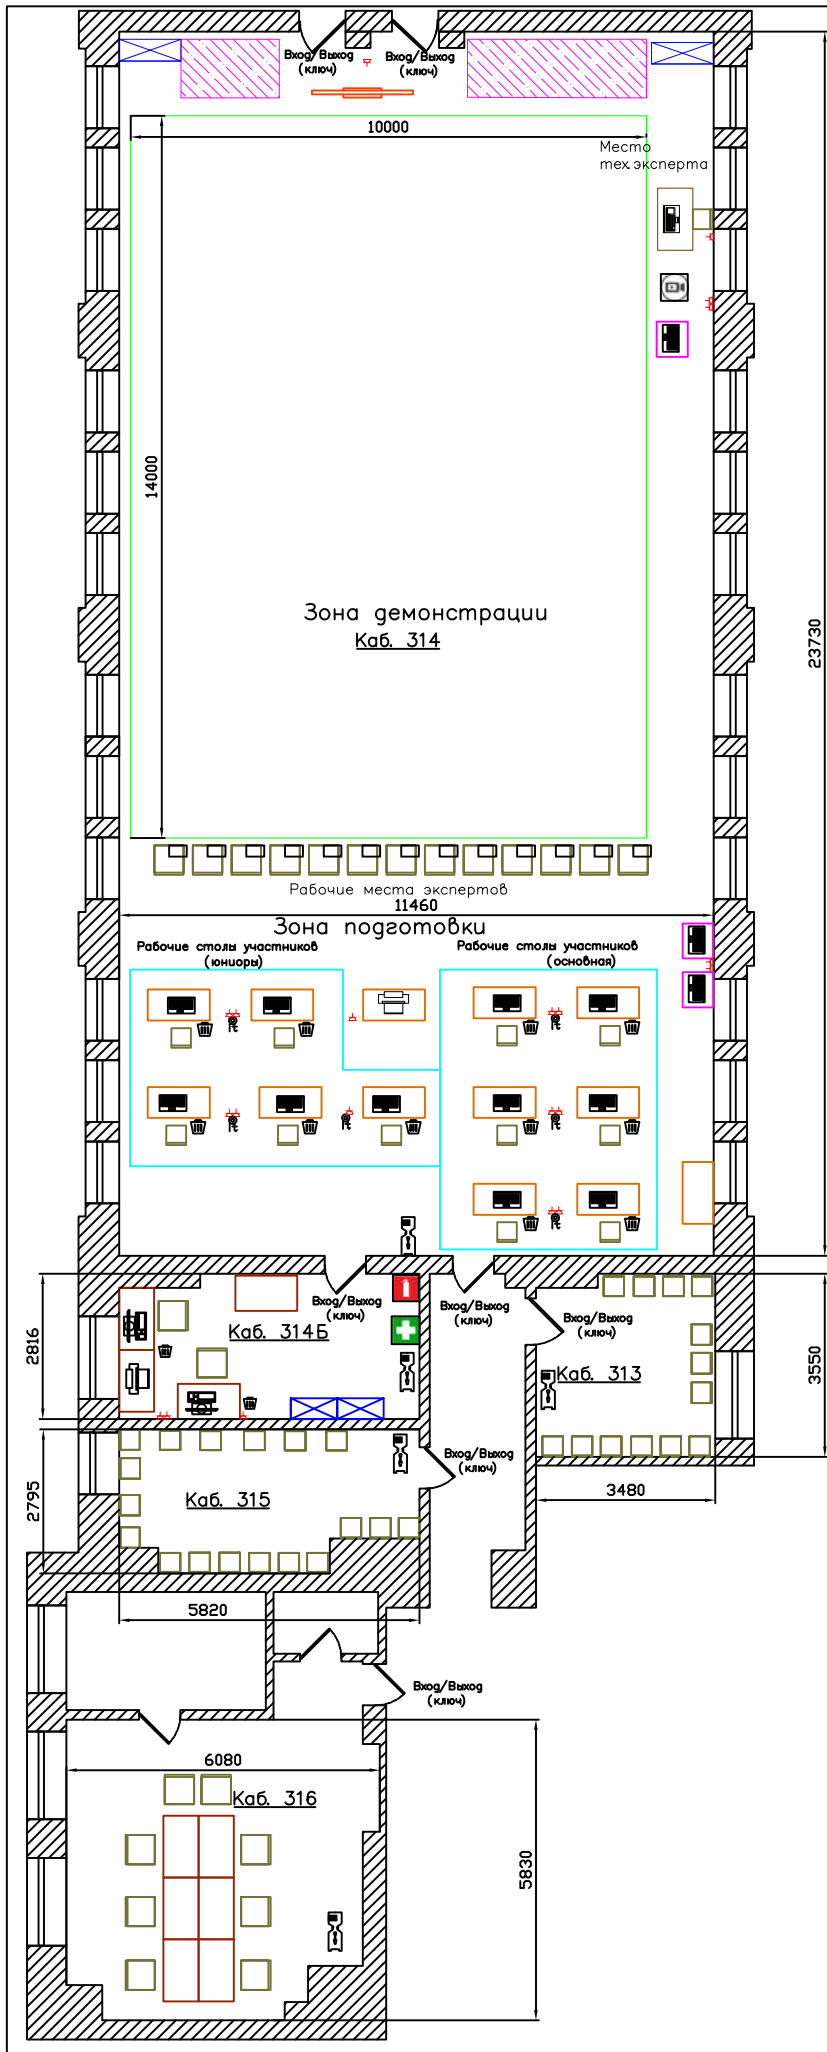 Вход/Выход
(ключ)
Вход/Выход
(ключ)
10000
Место
тех.эксперта
14000
Зона демонстрации
Каб. 314
23730
Рабочие места экспертов
11460
Зона подготовки
Рабочие столы участников
(юниоры)
Рабочие столы участников
(основная)
Вход/Выход
(ключ)
Вход/Выход
(ключ)
Вход/Выход
(ключ)
Каб. 314Б
2816
Каб. 313
3550
Вход/Выход
(ключ)
Каб. 315
2795
3480
5820
Вход/Выход
(ключ)
6080
Каб. 316
5830